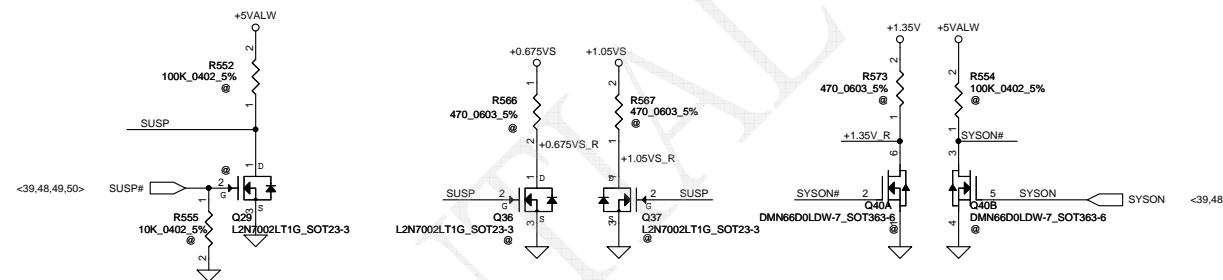 +5VALW
2
R552
100K_0402_5%
@
1
SUSP
<39,48,49,50>
SUSP#
@
2
G
1
D
S
3
Q29
L2N7002LT1G_SOT23-3
1
R555
10K_0402_5%
@
2
+0.675VS
1
R566
470_0603_5%
@
2
+0.675VS_R
SUSP
2
G
1
D
S
3
Q36
L2N7002LT1G_SOT23-3
@
+1.05VS
2
R567
470_0603_5%
@
1
+1.05VS_R
1
D
2
G
SUSP
S
3
Q37
L2N7002LT1G_SOT23-3
@
+1.35V
2
R573
470_0603_5%
@
1
+1.35V_R
6
SYSON#
2
Q40A
DMN66D0LDW-7_SOT363-6
@
1
+5VALW
2
R554
100K_0402_5%
@
1
SYSON#
3
5
SYSON
Q40B
DMN66D0LDW-7_SOT363-6
@
4
SYSON
<39,48
TIAL